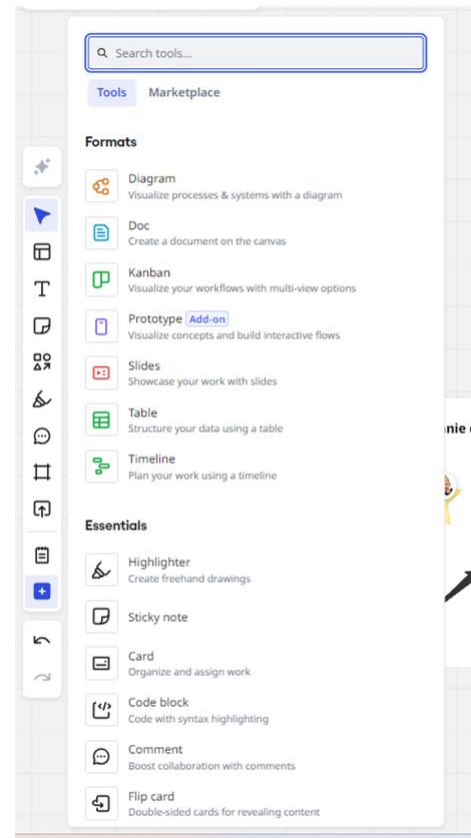 Search tools...
Tools Marketplace
Formats
Diagram
Visualize processes & systems with a diagram
Doc
Create a document on the canvas
Kanban
Visualize your workflows with multi-view options
Prototype Add-on
Visualize concepts and build interactive flows
Slides
Showcase your work with slides
Table
Structure your data using a table
Timeline
Plan your work using a timeline
Essentials
Highlighter
Create freehand drawings
Sticky note
Card
Organize and assign work
Code block
Code with syntax highlighting
Comment
Boost collaboration with comments
Flip card
Double-sided cards for revealing content